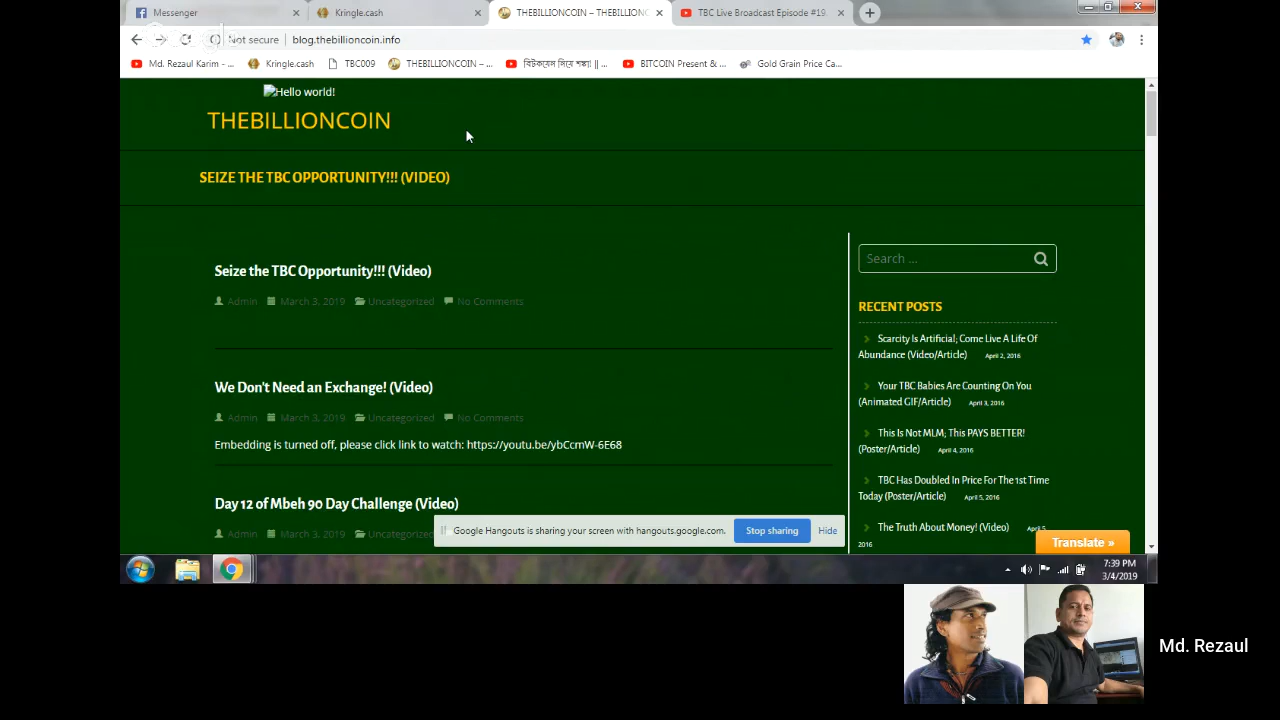 Messenger
Kringle.cash
THEBILLIONCOIN – THEBILLIONC
TBC Live Broadcast Episode #19
Not secure
blog.thebillioncoin.info
Md. Rezaul Karim - ...
Kringle.cash
TBC009
THEBILLIONCOIN – ...
বিটকয়েন নিয়ে শঙ্কা! || ...
BITCOIN Present & ...
Gold Grain Price Ca...
Hello world!
THEBILLIONCOIN
SEIZE THE TBC OPPORTUNITY!!! (VIDEO)
Seize the TBC Opportunity!!! (Video)
Admin March 3, 2019 Uncategorized No Comments
We Don't Need an Exchange! (Video)
Admin March 3, 2019 Uncategorized No Comments
Embedding is turned off, please click link to watch: https://youtu.be/ybCcmW-6E68
Day 12 of Mbeh 90 Day Challenge (Video)
Admin March 3, 2019
Search ...
RECENT POSTS
Scarcity Is Artificial; Come Live A Life Of
Abundance (Video/Article) April 2, 2016
Your TBC Babies Are Counting On You
(Animated GIF/Article) April 3, 2016
This Is Not MLM, This PAYS BETTER!
(Poster/Article) April 4, 2016
TBC Has Doubled In Price For The 1st Time
Today (Poster/Article) April 5, 2016
The Truth About Money! (Video) April 5,
2016
Translate »
Google Hangouts is sharing your screen with hangouts.google.com.
Stop sharing
Hide
7:39 PM
3/4/2019
Md. Rezaul